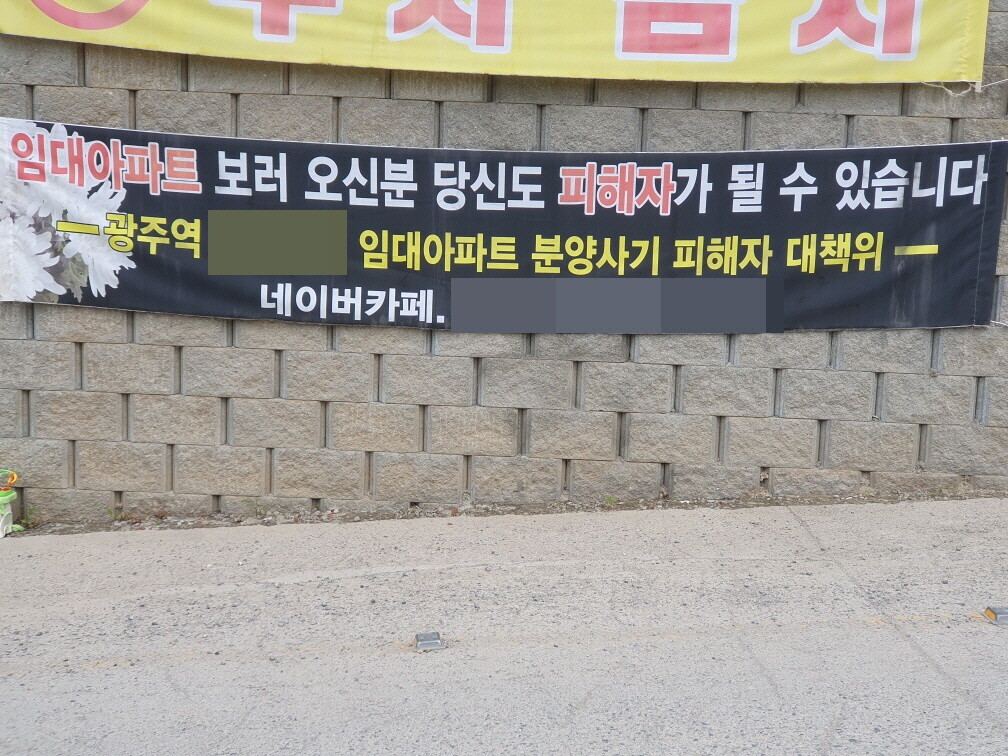 임대아파트 보러 오신분 당신도 피해자가 될 수 있습니다
ー광주역 임대아파트 분양사기 피해자 대책위ー
네이버카페.